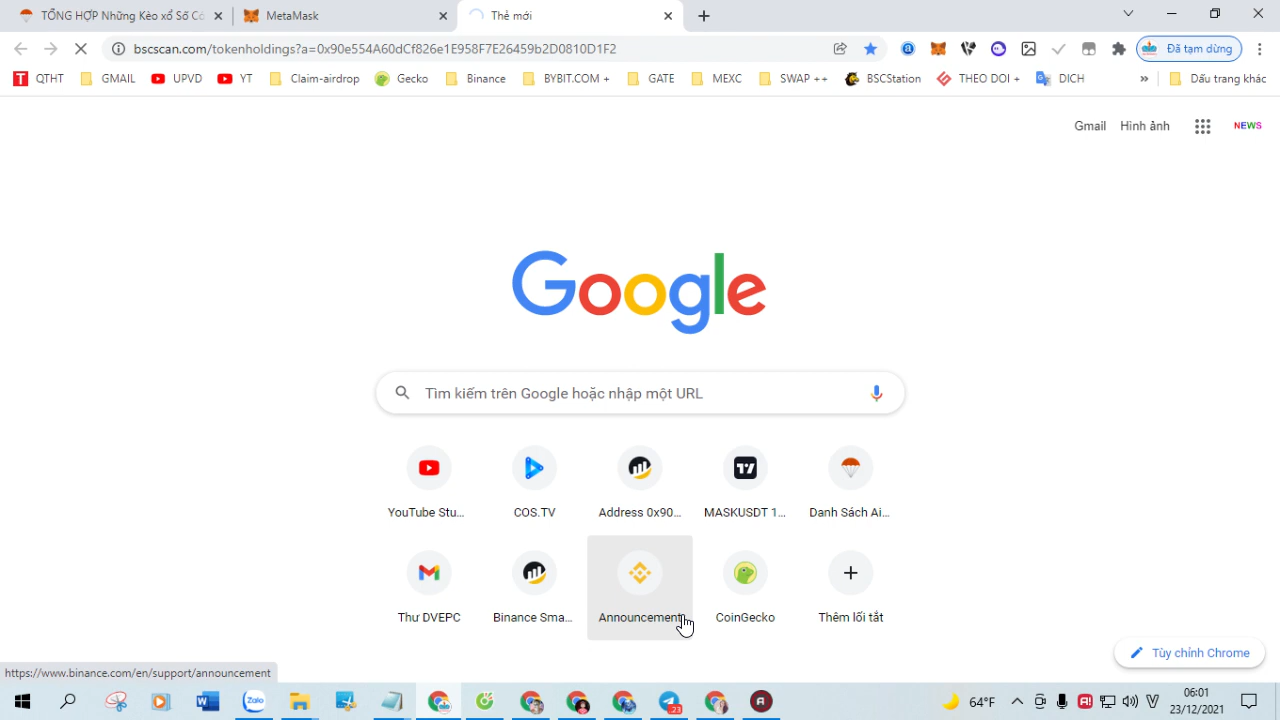 TỔNG HỢP Những Kèo xổ Số Cổ
MetaMask
Thẻ mới
bscscan.com/tokenholdings?a=0x90e554A60dCf826e1E958F7E26459b2D0810D1F2
Đã tạm dừng
QTHT
GMAIL
UPVD
YT
Claim-airdrop
Gecko
Binance
BYBIT.COM +
GATE
MEXC
SWAP ++
BSCStation
THEO DOI +
DICH
»
Dấu trang khác
Gmail
Hình ảnh
NEWS
Google
Tìm kiếm trên Google hoặc nhập một URL
YouTube Stu...
COS.TV
Address 0x90...
MASKUSDT 1...
Danh Sách Ai...
Thư DVEPC
Binance Sma...
Announcement
CoinGecko
Thêm lối tắt
Tùy chỉnh Chrome
https://www.binance.com/en/support/announcement
Zalo
23
64°F
06:01
23/12/2021